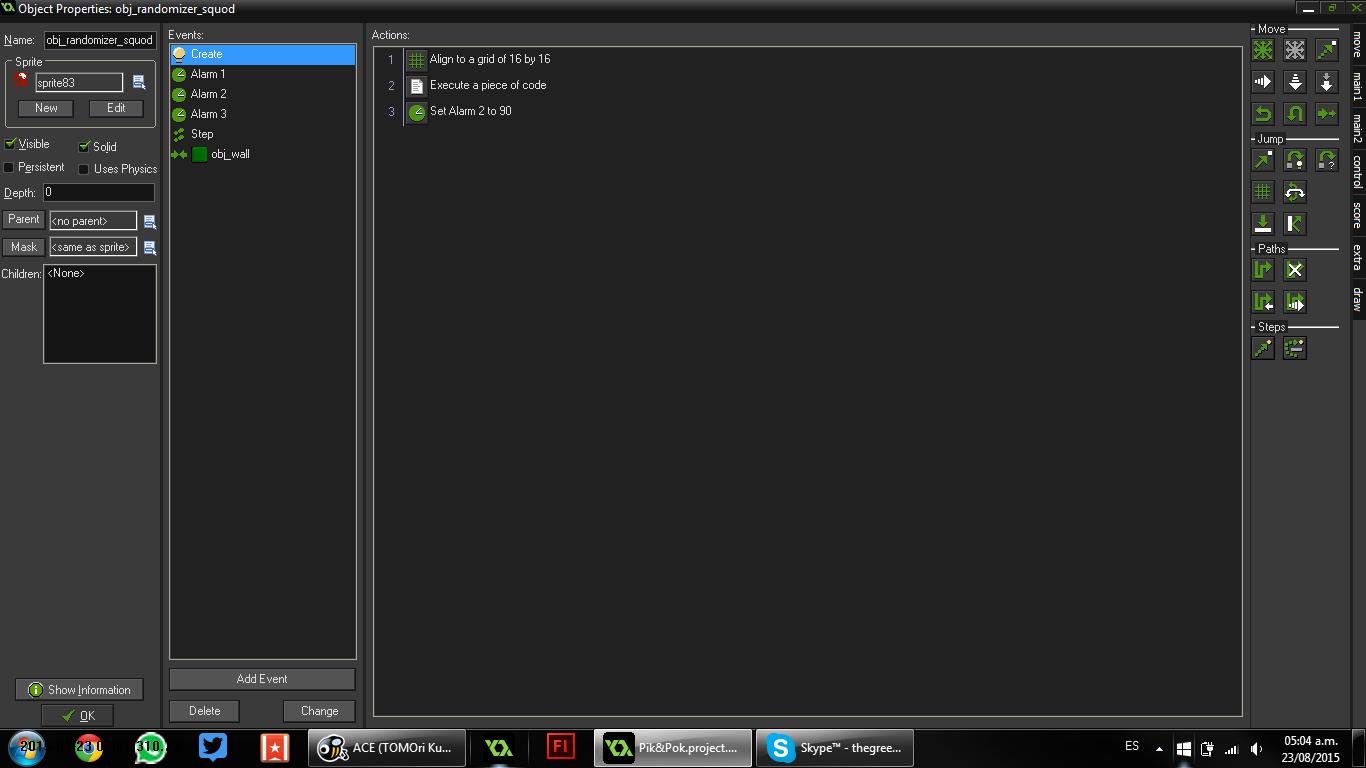 Object Properties: obj_randomizer_squod
Name: obj_randomizer_squod
Sprite
sprite83
New Edit
Visible Solid
Persistent Uses Physics
Depth: 0
Parent <no parent>
Mask <same as sprite>
Children: <None>
Show Information
OK
Events:
Create
Alarm 1
Alarm 2
Alarm 3
Step
obj_wall
Add Event
Delete Change
Actions:
1 Align to a grid of 16 by 16
2 Execute a piece of code
3 Set Alarm 2 to 90
Move
Jump
?
Paths
Steps
move
main1
main2
control
score
extra
draw
201.
23 0
310.
ACE (TOMOri Ku...
Fl
Pik&Pok.project....
Skype™ - thegree...
ES
05:04 a.m.
23/08/2015